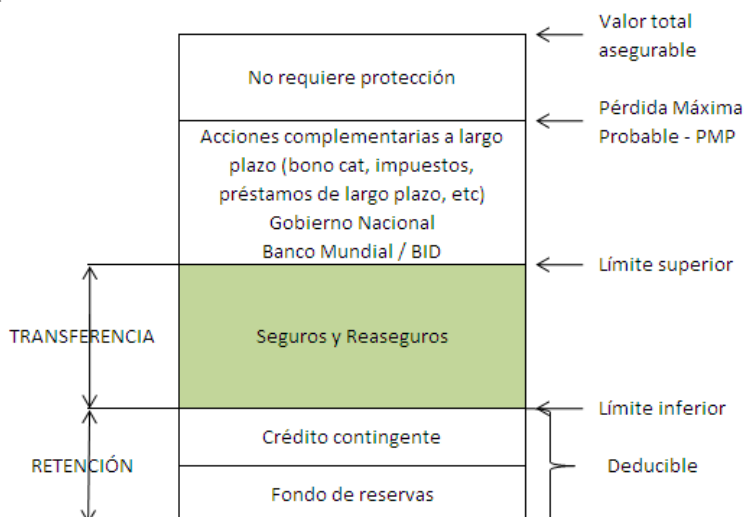 Valor total
asegurable
No requiere protección
Pérdida Máxima
Probable - PMP
Acciones complementarias a largo
plazo (bono cat, impuestos,
préstamos de largo plazo, etc)
Gobierno Nacional
Banco Mundial / BID
Límite superior
TRANSFERENCIA
Seguros y Reaseguros
Límite inferior
Crédito contingente
RETENCIÓN
Deducible
Fondo de reservas